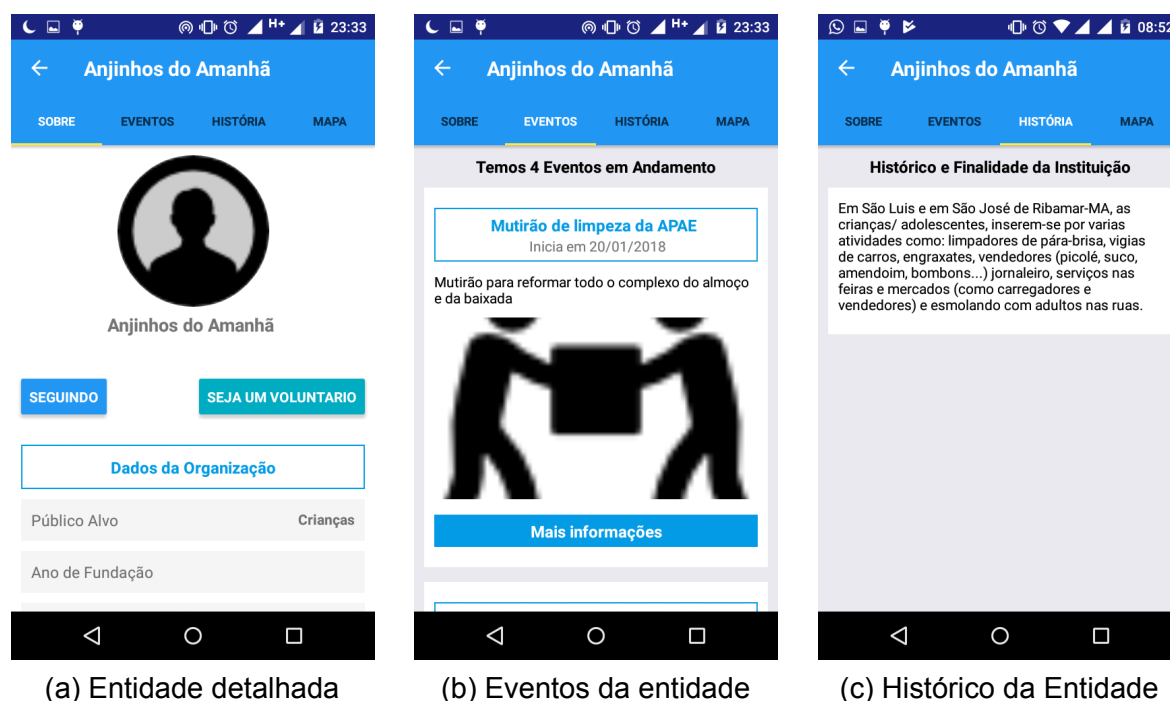 23:33
Anjinhos do Amanhã
SOBRE EVENTOS HISTÓRIA MAPA
Anjinhos do Amanhã
SEGUINDO SEJA UM VOLUNTARIO
Dados da Organização
Público Alvo Crianças
Ano de Fundação
(a) Entidade detalhada
H+ 23:33
Anjinhos do Amanhã
SOBRE EVENTOS HISTÓRIA MAPA
Temos 4 Eventos em Andamento
Mutirão de limpeza da APAE
Inicia em 20/01/2018
Mutirão para reformar todo o complexo do almoço
e da baixada
Mais informações
(b) Eventos da entidade
08:52
Anjinhos do Amanhã
SOBRE EVENTOS HISTÓRIA MAPA
Histórico e Finalidade da Instituição
Em São Luis e em São José de Ribamar-MA, as
crianças/ adolescentes, inserem-se por varias
atividades como: limpadores de pára-brisa, vigias
de carros, engraxates, vendedores (picolé, suco,
amendoim, bombons...) jornaleiro, serviços nas
feiras e mercados (como carregadores e
vendedores) e esmolando com adultos nas ruas.
(c) Histórico da Entidade